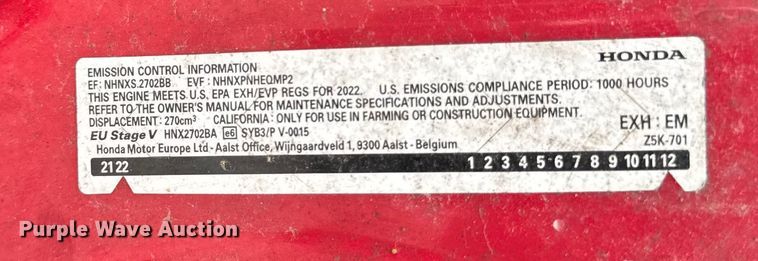 HONDA
EMISSION CONTROL INFORMATION
EF: NHNXS.2702BB EVF: NHNXPNHEQMP2
THIS ENGINE MEETS U.S. EPA EXH/EVP REGS FOR 2022. U.S. EMISSIONS COMPLIANCE PERIOD: 1000 HOURS
REFER TO THE OWNER'S MANUAL FOR MAINTENANCE SPECIFICATIONS AND ADJUSTMENTS.
DISPLACEMENT: 270cm³ CALIFORNIA: ONLY FOR USE IN FARMING OR CONSTRUCTION EQUIPMENT.
EU Stage V HNX2702BA e6 SYB3/P V-0015 EXH : EM
Honda Motor Europe Ltd - Aalst Office, Wijngaardveld 1, 9300 Aalst - Belgium Z5K-701
21 22 1 2 3 4 5 6 7 8 9 10 11 12
Purple Wave Auction